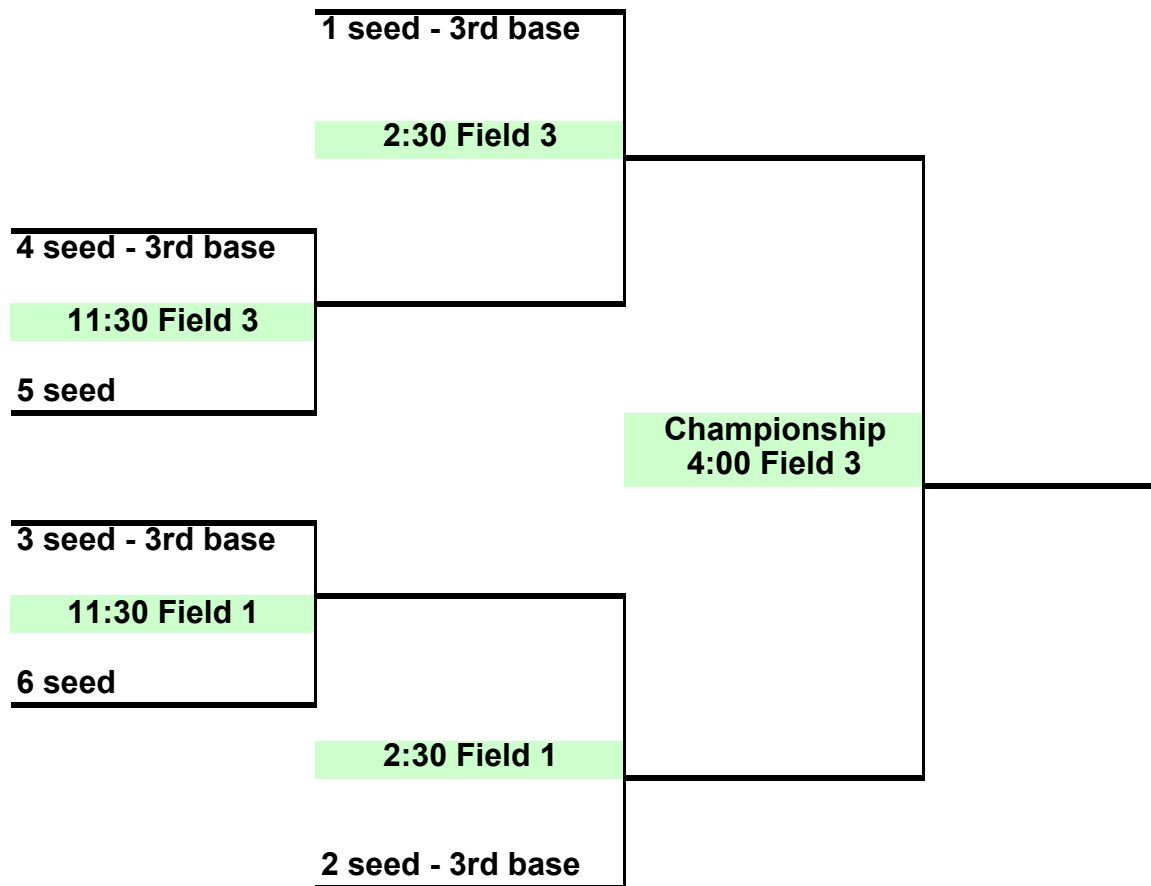 1 seed - 3rd base
2:30 Field 3
4 seed - 3rd base
11:30 Field 3
5 seed
Championship
4:00 Field 3
3 seed - 3rd base
11:30 Field 1
6 seed
2:30 Field 1
2 seed - 3rd base